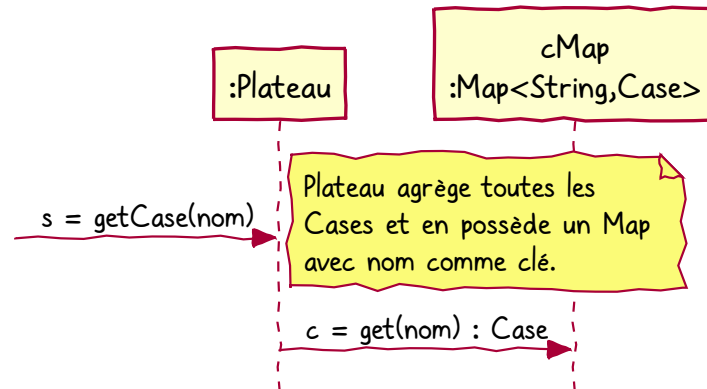 :Plateau
cMap
:Map<String,Case>
Plateau agrège toutes les
Cases et en possède un Map
avec nom comme clé.
s = getCase(nom)
c = get(nom) : Case